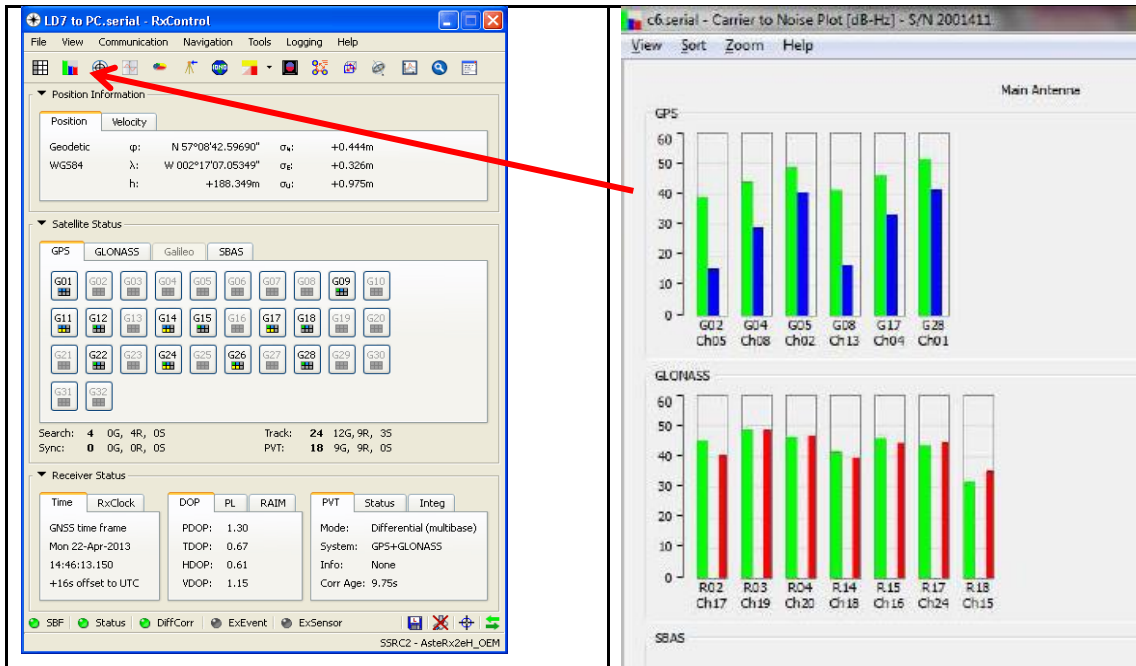 LD7 to PC.serial - RxControl
File View Communication Navigation Tools Logging Help
Position Information
Position Velocity
Geodetic φ: N 57°08'42.59690" σN: +0.444m
WGS84 λ: W 002°17'07.05349" σE: +0.326m
h: +188.349m σU: +0.975m
Satellite Status
GPS GLONASS Galileo SBAS
G01 G02 G03 G04 G05 G06 G07 G08 G09 G10
G11 G12 G13 G14 G15 G16 G17 G18 G19 G20
G21 G22 G23 G24 G25 G26 G27 G28 G29 G30
G31 G32
Search: 4 0G, 4R, 0S Track: 24 12G, 9R, 3S
Sync: 0 0G, 0R, 0S PVT: 18 9G, 9R, 0S
Receiver Status
Time RxClock DOP PL RAIM PVT Status Integ
GNSS time frame PDOP: 1.30 Mode: Differential (multibase)
Mon 22-Apr-2013 TDOP: 0.67 System: GPS+GLONASS
14:46:13.150 HDOP: 0.61 Info: None
+16s offset to UTC VDOP: 1.15 Corr Age: 9.75s
SBF Status DiffCorr ExEvent ExSensor
SSRC2 - AsteRx2eH_OEM
c6.serial - Carrier to Noise Plot [dB-Hz] - S/N 2001411
View Sort Zoom Help
Main Antenna
GPS
60
50
40
30
20
10
0
G02 G04 G05 G08 G17 G28
Ch05 Ch08 Ch02 Ch13 Ch04 Ch01
GLONASS
60
50
40
30
20
10
0
R02 R03 R04 R14 R15 R17 R18
Ch17 Ch19 Ch20 Ch18 Ch16 Ch24 Ch15
SBAS